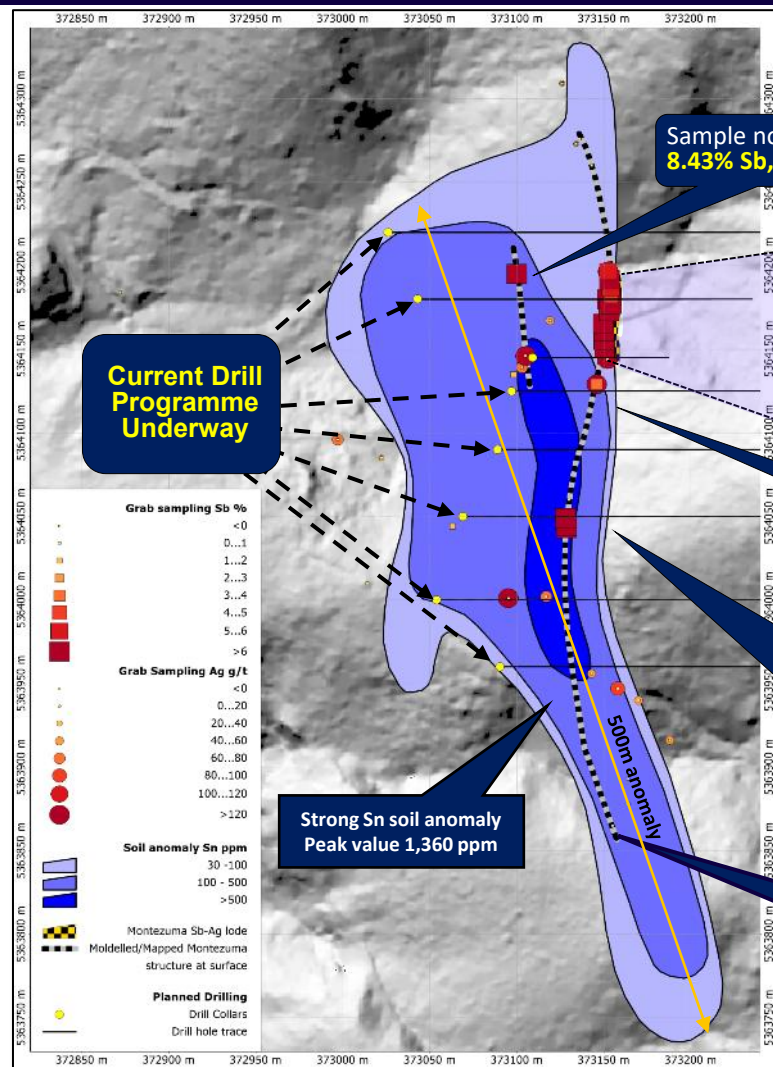 372850 m 372900 m 372950 m 373000 m 373050 m 373100 m 373150 m 373200 m
5364300 m
5364250 m
5364200 m
5364150 m
5364100 m
5364050 m
5364000 m
5363950 m
5363900 m
5363850 m
5363800 m
5363750 m
5364300 m
5364250 m
Sample no
8.43% Sb,
Current Drill
Programme
Underway
Grab sampling Sb %
<0
0...1
1...2
2...3
3...4
4...5
5...6
>6
Grab Sampling Ag g/t
<0
0...20
20...40
40...60
60...80
80...100
100...120
>120
Soil anomaly Sn ppm
30 -100
100 - 500
>500
Montezuma Sb-Ag lode
Moldelled/Mapped Montezuma
structure at surface
Planned Drilling
Drill Collars
Drill hole trace
Strong Sn soil anomaly
Peak value 1,360 ppm
500m anomaly
372850 m 372900 m 372950 m 373000 m 373050 m 373100 m 373150 m 373200 m